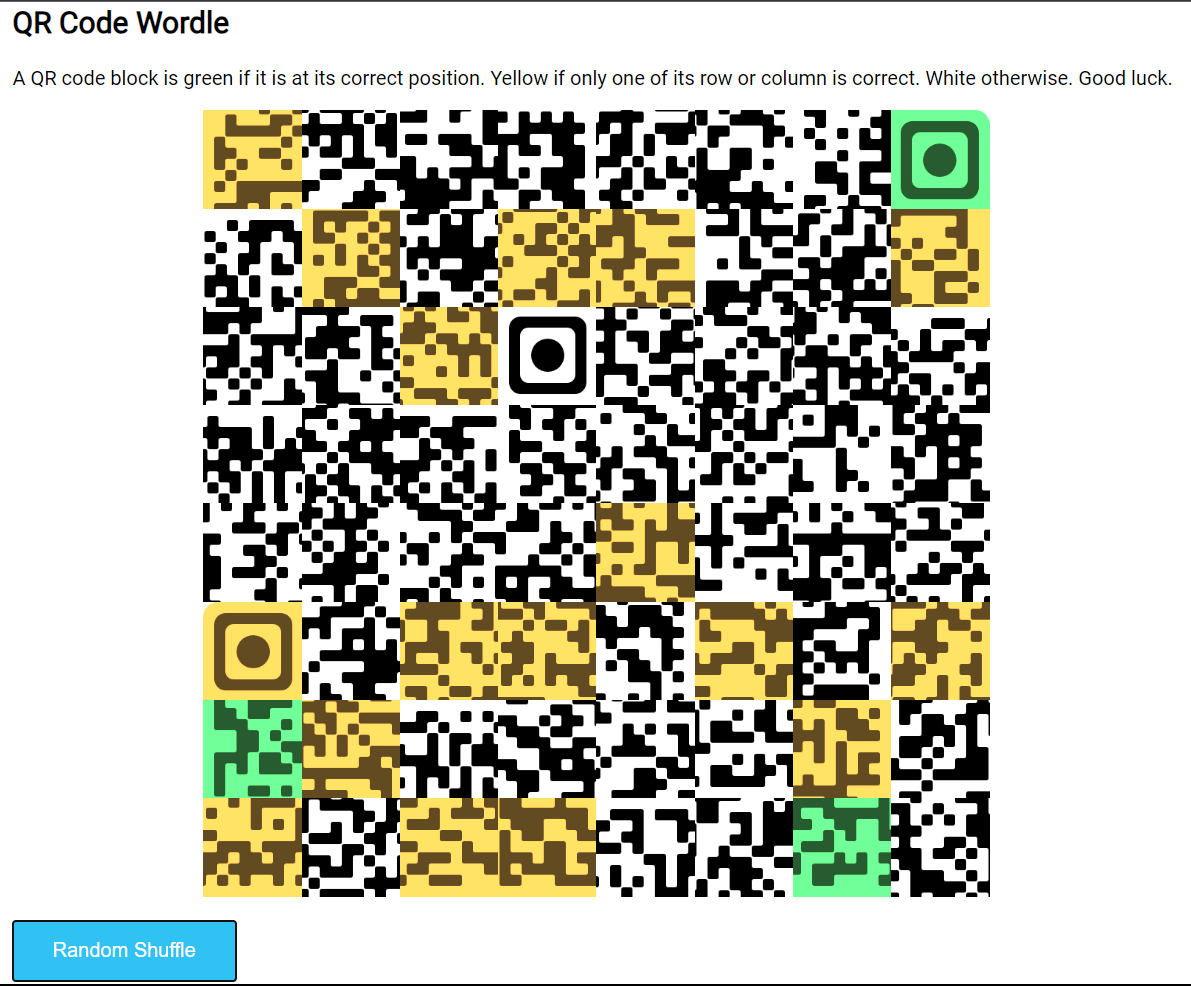 QR Code Wordle
A QR code block is green if it is at its correct position. Yellow if only one of its row or column is correct. White otherwise. Good luck.
Random Shuffle